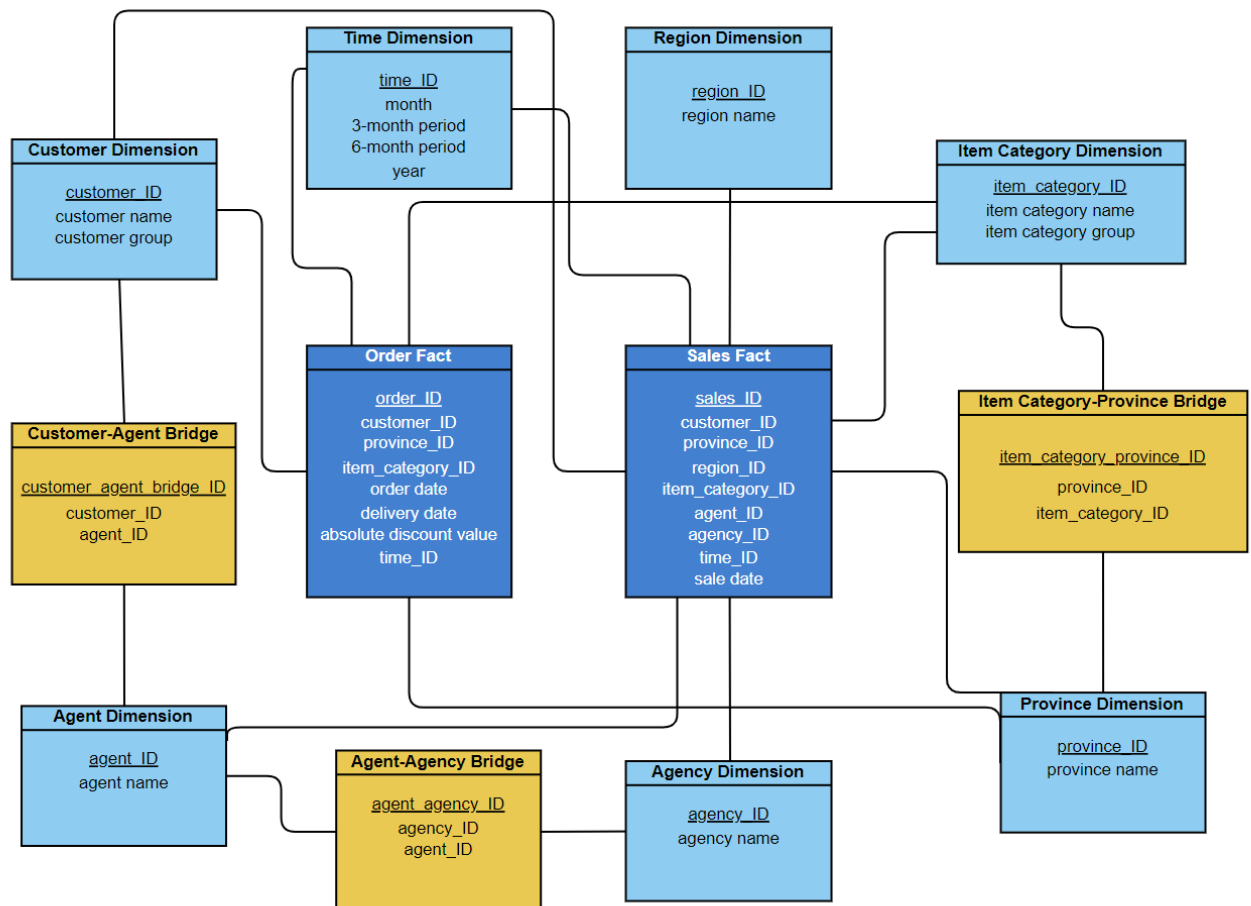 Time Dimension
time_ID
month
3-month period
6-month period
year
Region Dimension
region_ID
region name
Customer Dimension
customer_ID
customer name
customer group
Item Category Dimension
item_category_ID
item category name
item category group
Order Fact
order_ID
customer_ID
province_ID
item_category_ID
order date
delivery date
absolute discount value
time_ID
Sales Fact
sales_ID
customer_ID
province_ID
region_ID
item_category_ID
agent_ID
agency_ID
time_ID
sale date
Item Category-Province Bridge
item_category_province_ID
province_ID
item_category_ID
Customer-Agent Bridge
customer_agent_bridge_ID
customer_ID
agent_ID
Agent Dimension
agent_ID
agent name
Agent-Agency Bridge
agent_agency_ID
agency_ID
agent_ID
Agency Dimension
agency_ID
agency name
Province Dimension
province_ID
province name